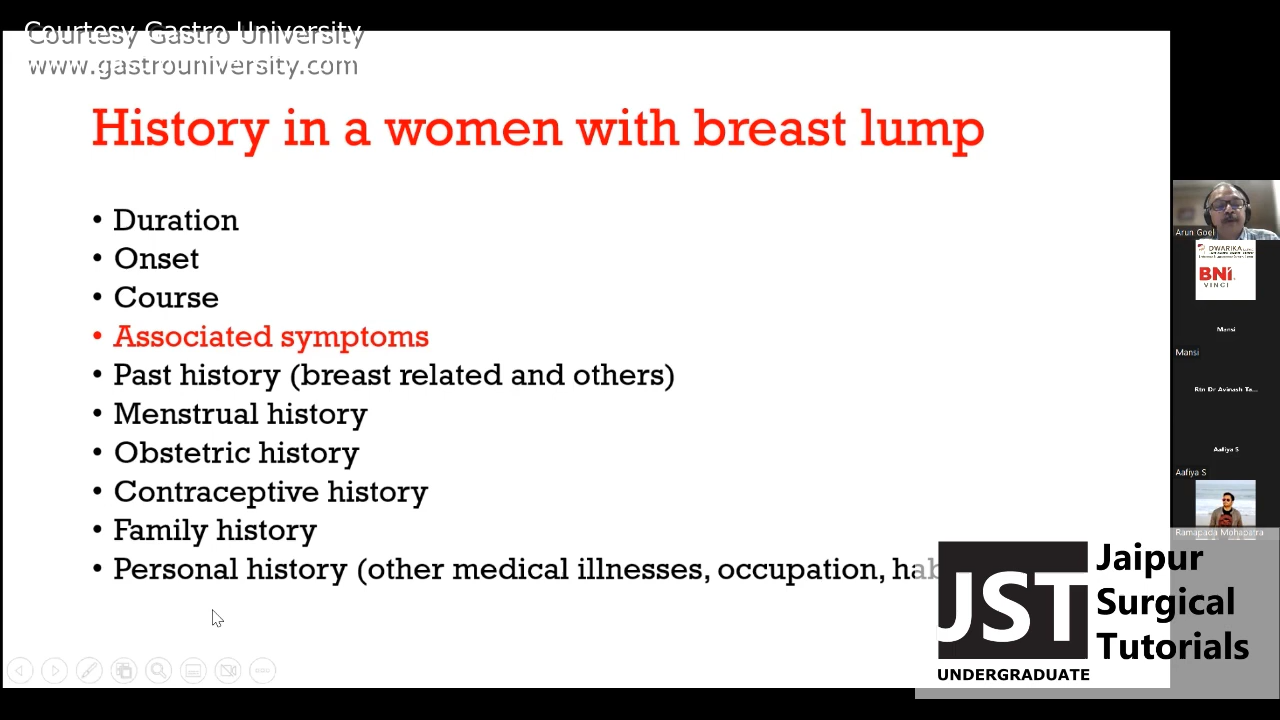 Courtesy Gastro University
www.gastrouniversity.com
History in a women with breast lump
• Duration
• Onset
• Course
• Associated symptoms
• Past history (breast related and others)
• Menstrual history
• Obstetric history
• Contraceptive history
• Family history
• Personal history (other medical illnesses, occupation, hab
Arun Goel
DWARIKA
BNI
VINCI
Mansi
Mansi
Rtn Dr Avinash Ta...
Aafiya S
Aafiya S
Ramapada Mohapatra
JST
UNDERGRADUATE
Jaipur
Surgical
Tutorials